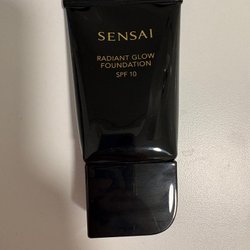 SENSAI
RADIANT GLOW
FOUNDATION
SPF 10